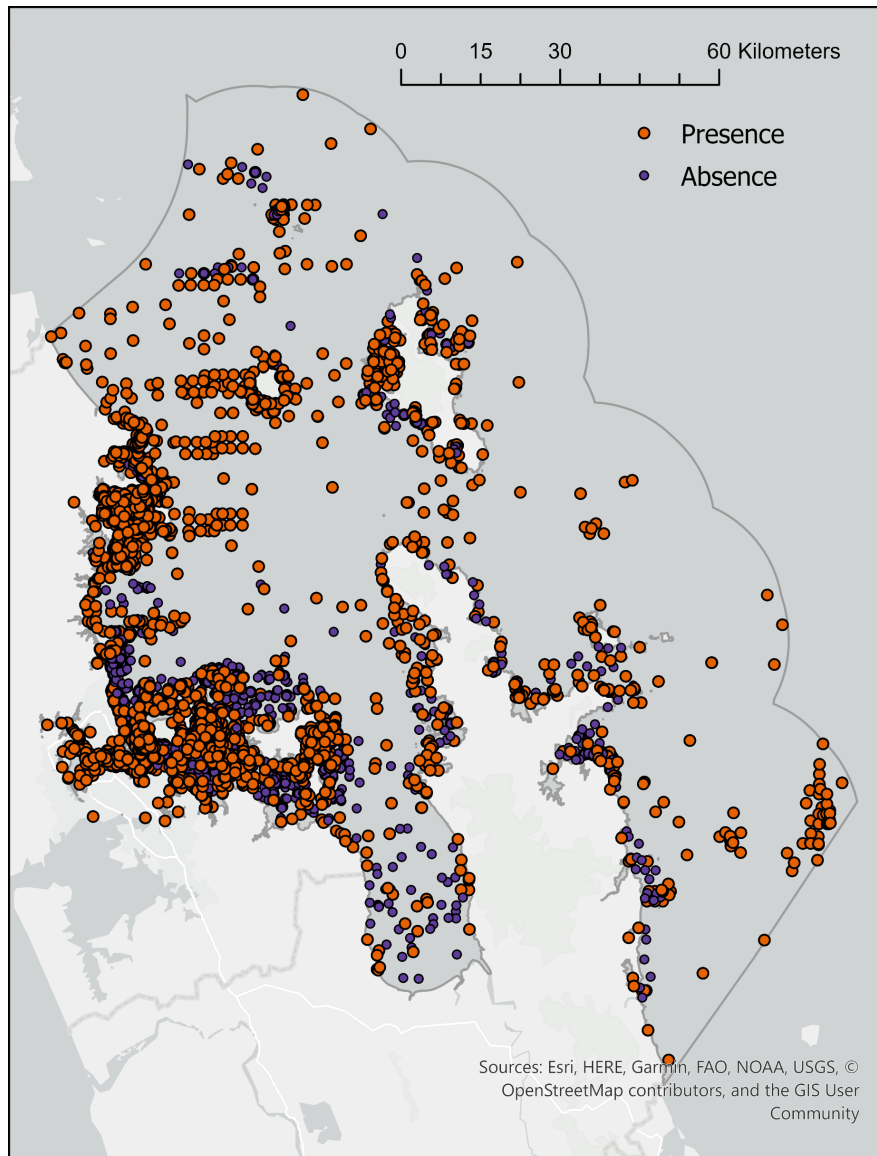 0 15 30 60 Kilometers
Presence
Absence
Sources: Esri, HERE, Garmin, FAO, NOAA, USGS, ©
OpenStreetMap contributors, and the GIS User
Community